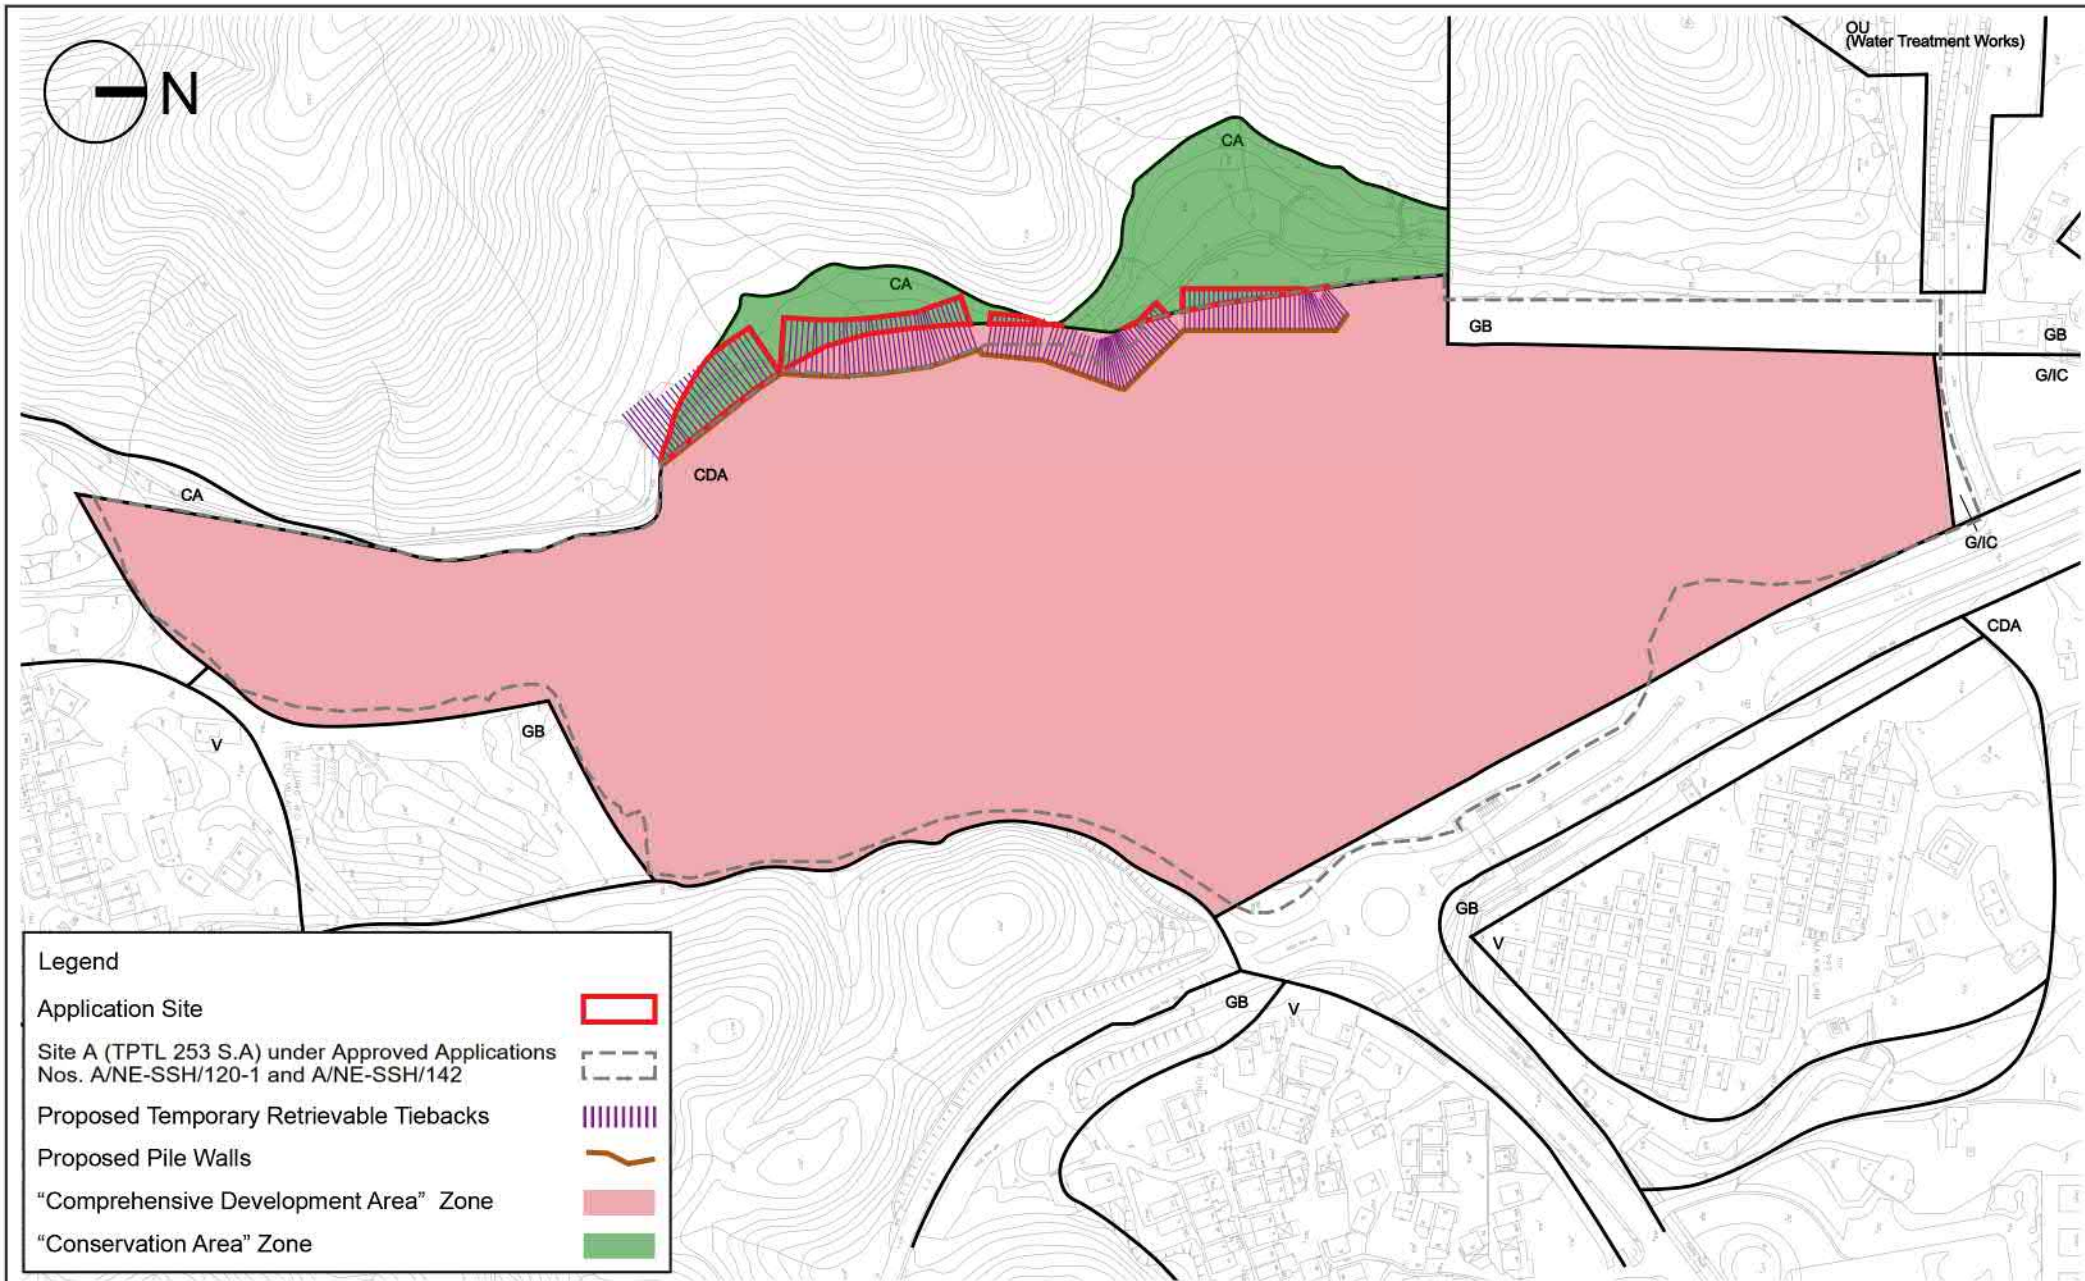 N
OU
(Water Treatment Works)
CA
CA
GB
GB
G/IC
CDA
CA
G/IC
CDA
GB
V
GB
V
GB
V
Legend
Application Site
Site A (TPTL 253 S.A) under Approved Applications
Nos. A/NE-SSH/120-1 and A/NE-SSH/142
Proposed Temporary Retrievable Tiebacks
Proposed Pile Walls
“Comprehensive Development Area” Zone
“Conservation Area” Zone